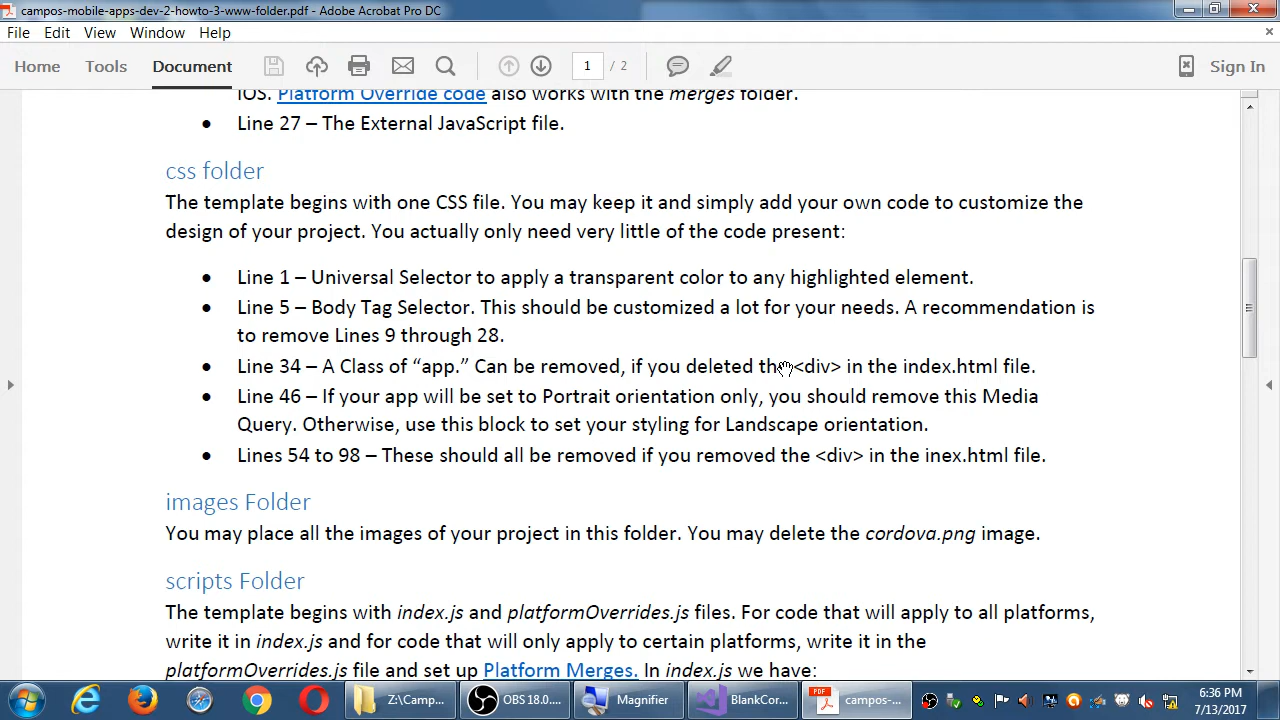 campos-mobile-apps-dev-2-howto-3-www-folder.pdf - Adobe Acrobat Pro DC
File Edit View Window Help
Home Tools Document 1 / 2 Sign In
iOS. Platform Override code also works with the merges folder.
• Line 27 – The External JavaScript file.
css folder
The template begins with one CSS file. You may keep it and simply add your own code to customize the
design of your project. You actually only need very little of the code present:
• Line 1 – Universal Selector to apply a transparent color to any highlighted element.
• Line 5 – Body Tag Selector. This should be customized a lot for your needs. A recommendation is
to remove Lines 9 through 28.
• Line 34 – A Class of “app.” Can be removed, if you deleted the <div> in the index.html file.
• Line 46 – If your app will be set to Portrait orientation only, you should remove this Media
Query. Otherwise, use this block to set your styling for Landscape orientation.
• Lines 54 to 98 – These should all be removed if you removed the <div> in the inex.html file.
images Folder
You may place all the images of your project in this folder. You may delete the cordova.png image.
scripts Folder
The template begins with index.js and platformOverrides.js files. For code that will apply to all platforms,
write it in index.js and for code that will only apply to certain platforms, write it in the
platformOverrides.js file and set up Platform Merges. In index.js we have:
Z:\Camp... OBS 18.0.... Magnifier BlankCor... PDF campos-... 6:36 PM
7/13/2017